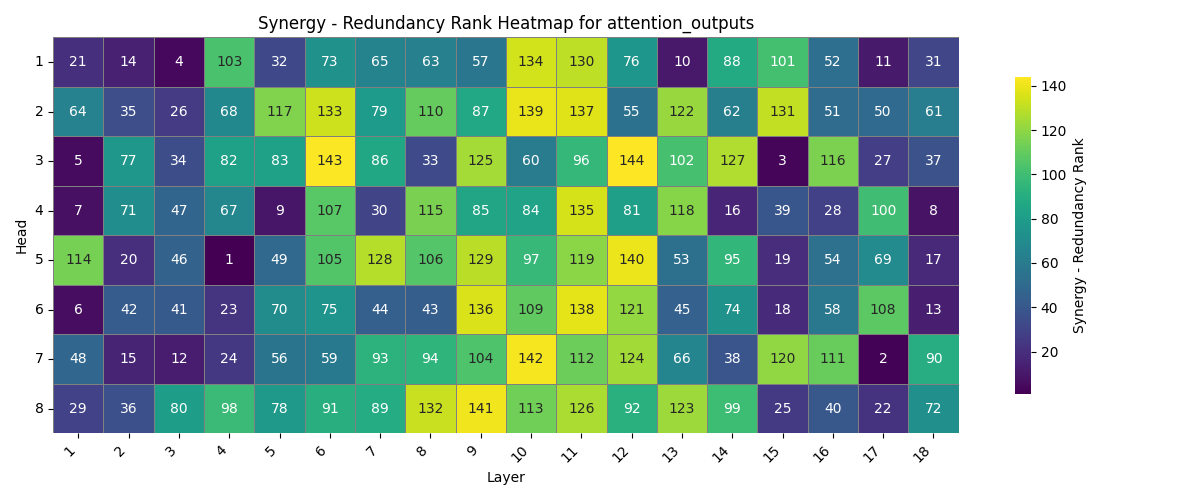 Synergy - Redundancy Rank Heatmap for attention_outputs
1 21 14 4 103 32 73 65 63 57 134 130 76 10 88 101 52 11 31
2 64 35 26 68 117 133 79 110 87 139 137 55 122 62 131 51 50 61
3 5 77 34 82 83 143 86 33 125 60 96 144 102 127 3 116 27 37
4 7 71 47 67 9 107 30 115 85 84 135 81 118 16 39 28 100 8
5 114 20 46 1 49 105 128 106 129 97 119 140 53 95 19 54 69 17
6 6 42 41 23 70 75 44 43 136 109 138 121 45 74 18 58 108 13
7 48 15 12 24 56 59 93 94 104 142 112 124 66 38 120 111 2 90
8 29 36 80 98 78 91 89 132 141 113 126 92 123 99 25 40 22 72
1 2 3 4 5 6 7 8 9 10 11 12 13 14 15 16 17 18
Layer
Head
140
120
100
80
60
40
20
Synergy - Redundancy Rank